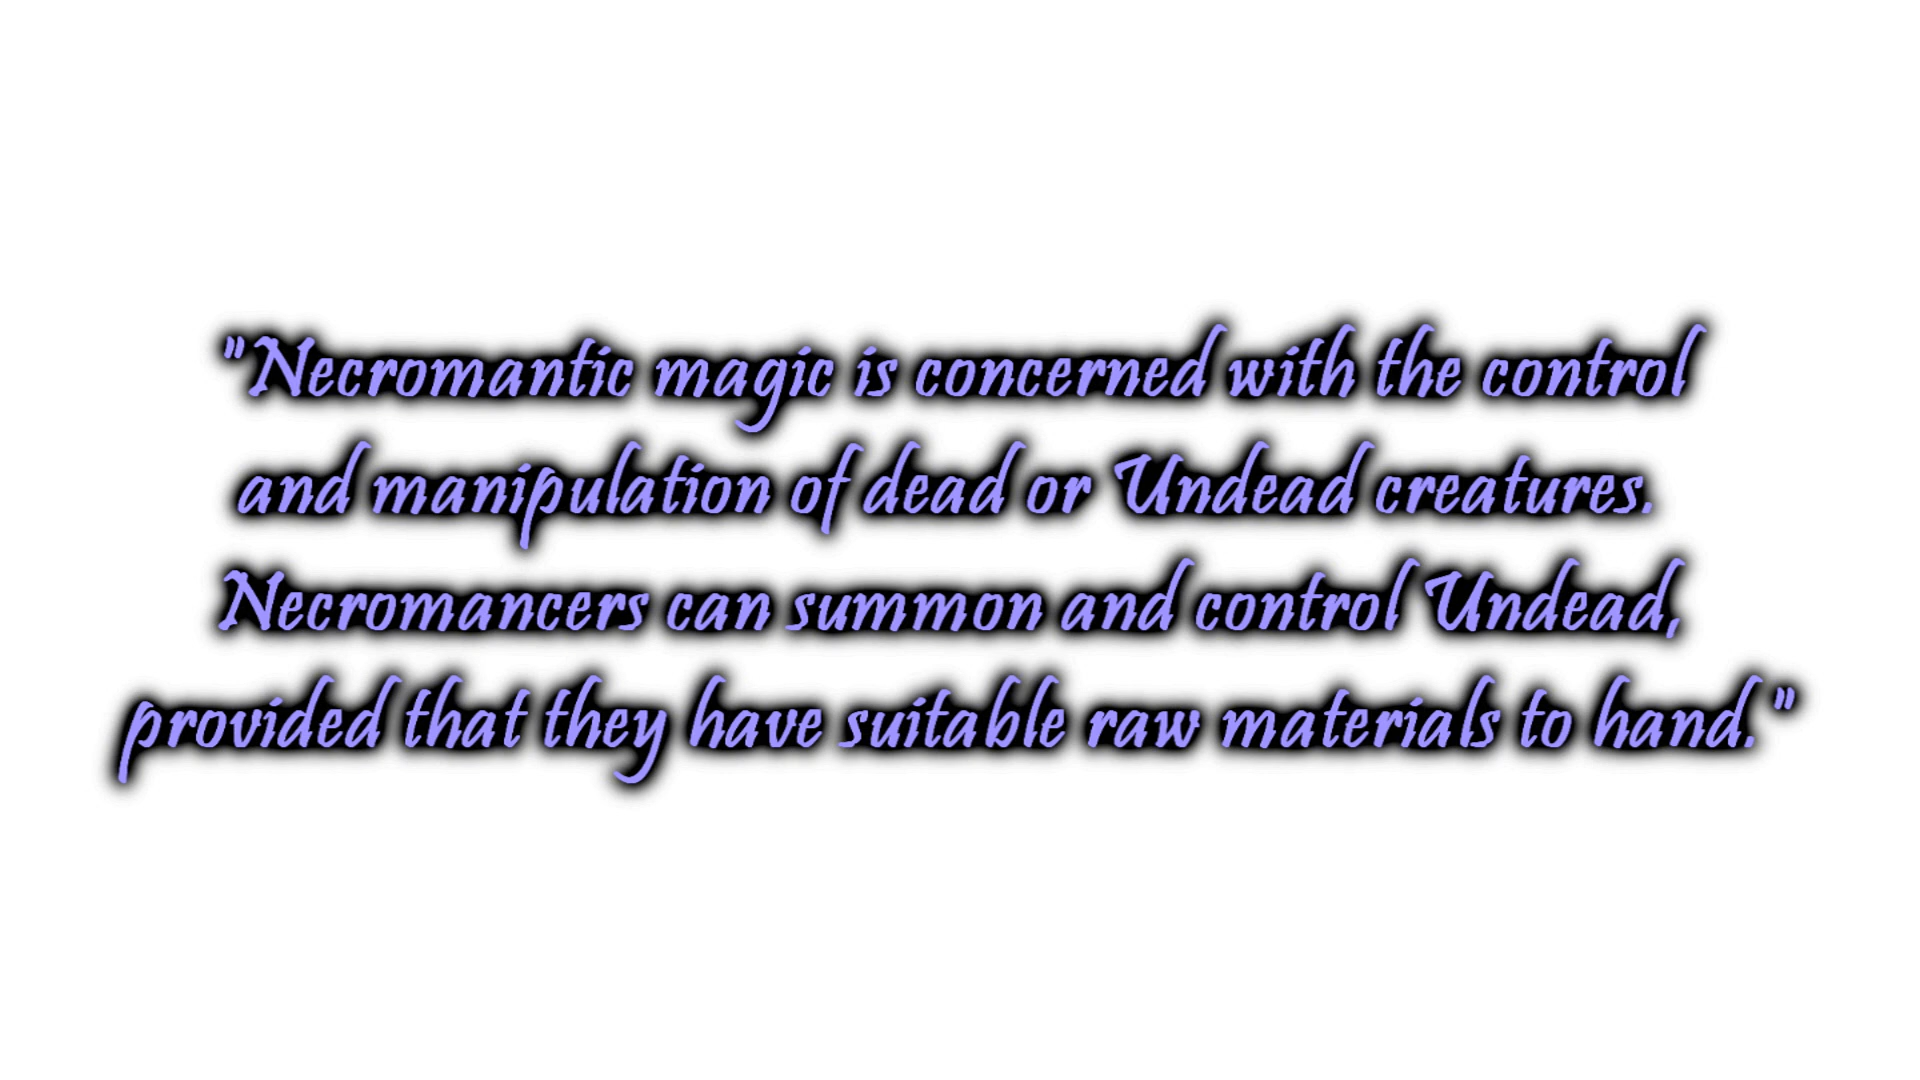 "Necromantic magic is concerned with the control
and manipulation of dead or Undead creatures.
Necromancers can summon and control Undead,
provided that they have suitable raw materials to hand."